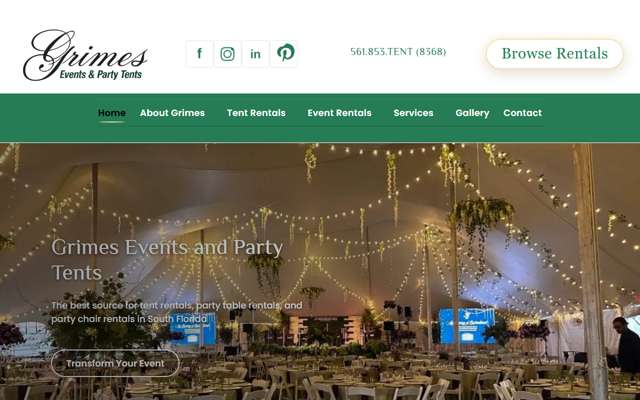 Grimes
Events & Party Tents
f
in
561.853.TENT (8368)
Browse Rentals
Home
About Grimes
Tent Rentals
Event Rentals
Services
Gallery
Contact
Grimes Events and Party
Tents
The best source for tent rentals, party table rentals, and
party chair rentals in South Florida
Transform Your Event